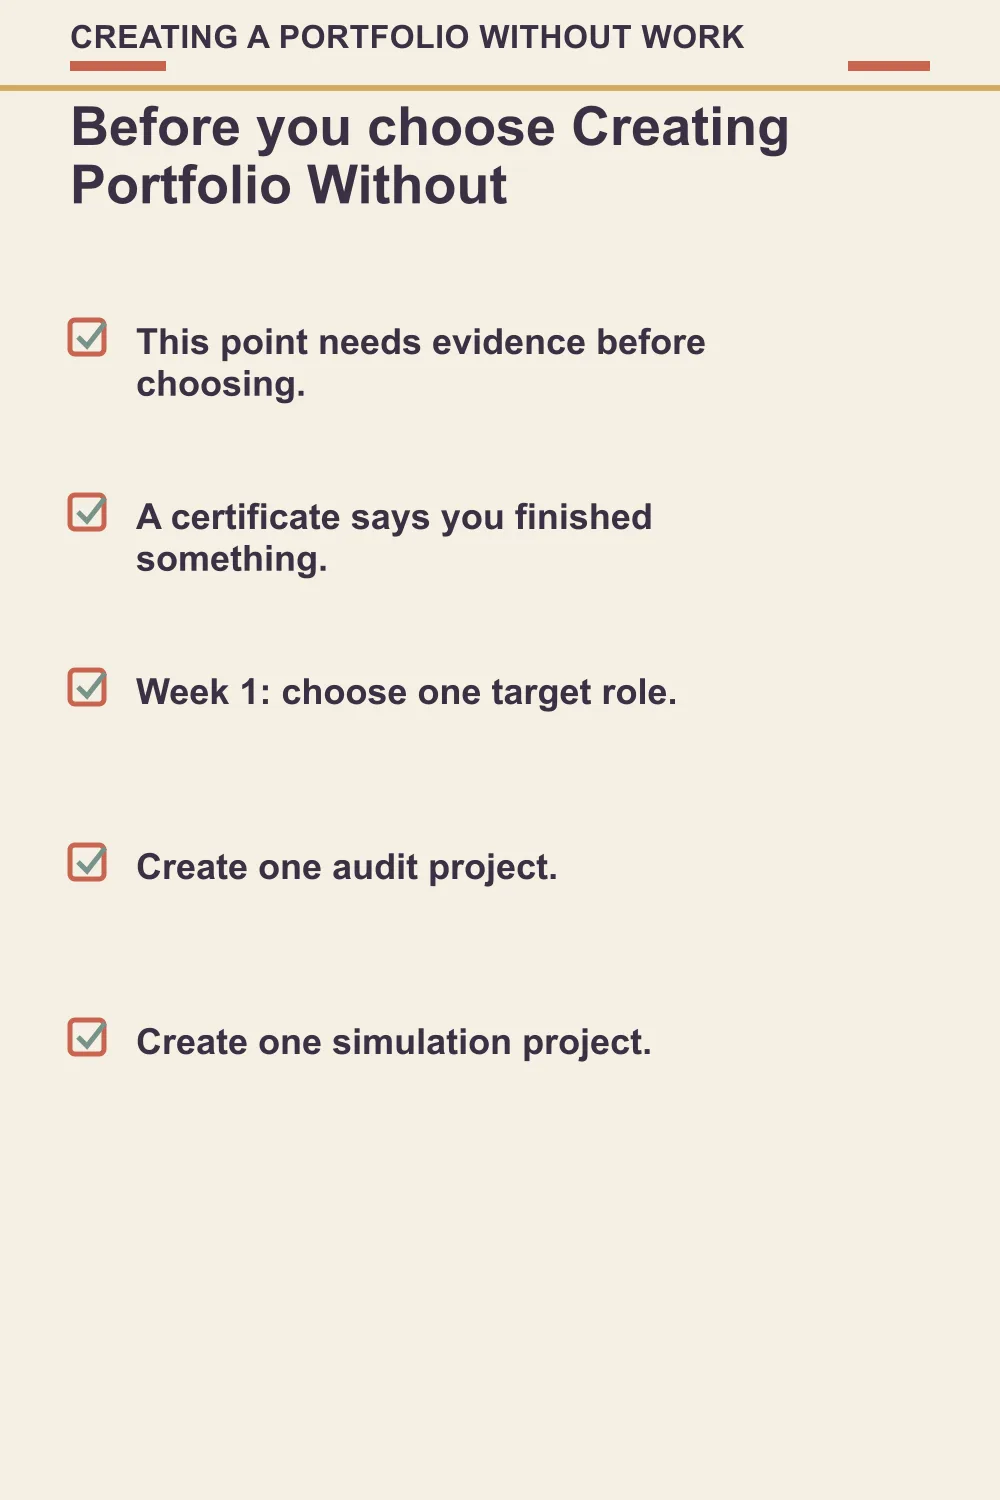 CREATING A PORTFOLIO WITHOUT WORK
Before you choose Creating
Portfolio Without
This point needs evidence before
choosing.
A certificate says you finished
something.
Week 1: choose one target role.
Create one audit project.
Create one simulation project.